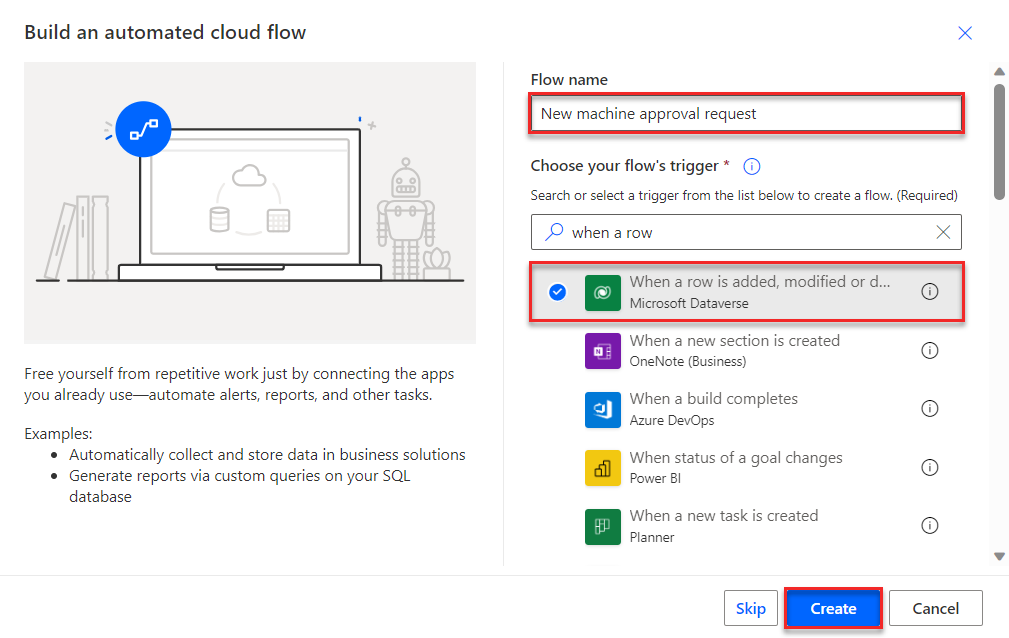 Build an automated cloud flow
Free yourself from repetitive work just by connecting the apps
you already use—automate alerts, reports, and other tasks.
Examples:
• Automatically collect and store data in business solutions
• Generate reports via custom queries on your SQL
database
Flow name
New machine approval request
Choose your flow's trigger *
Search or select a trigger from the list below to create a flow. (Required)
when a row
When a row is added, modified or d...
Microsoft Dataverse
When a new section is created
OneNote (Business)
When a build completes
Azure DevOps
When status of a goal changes
Power BI
When a new task is created
Planner
Skip
Create
Cancel